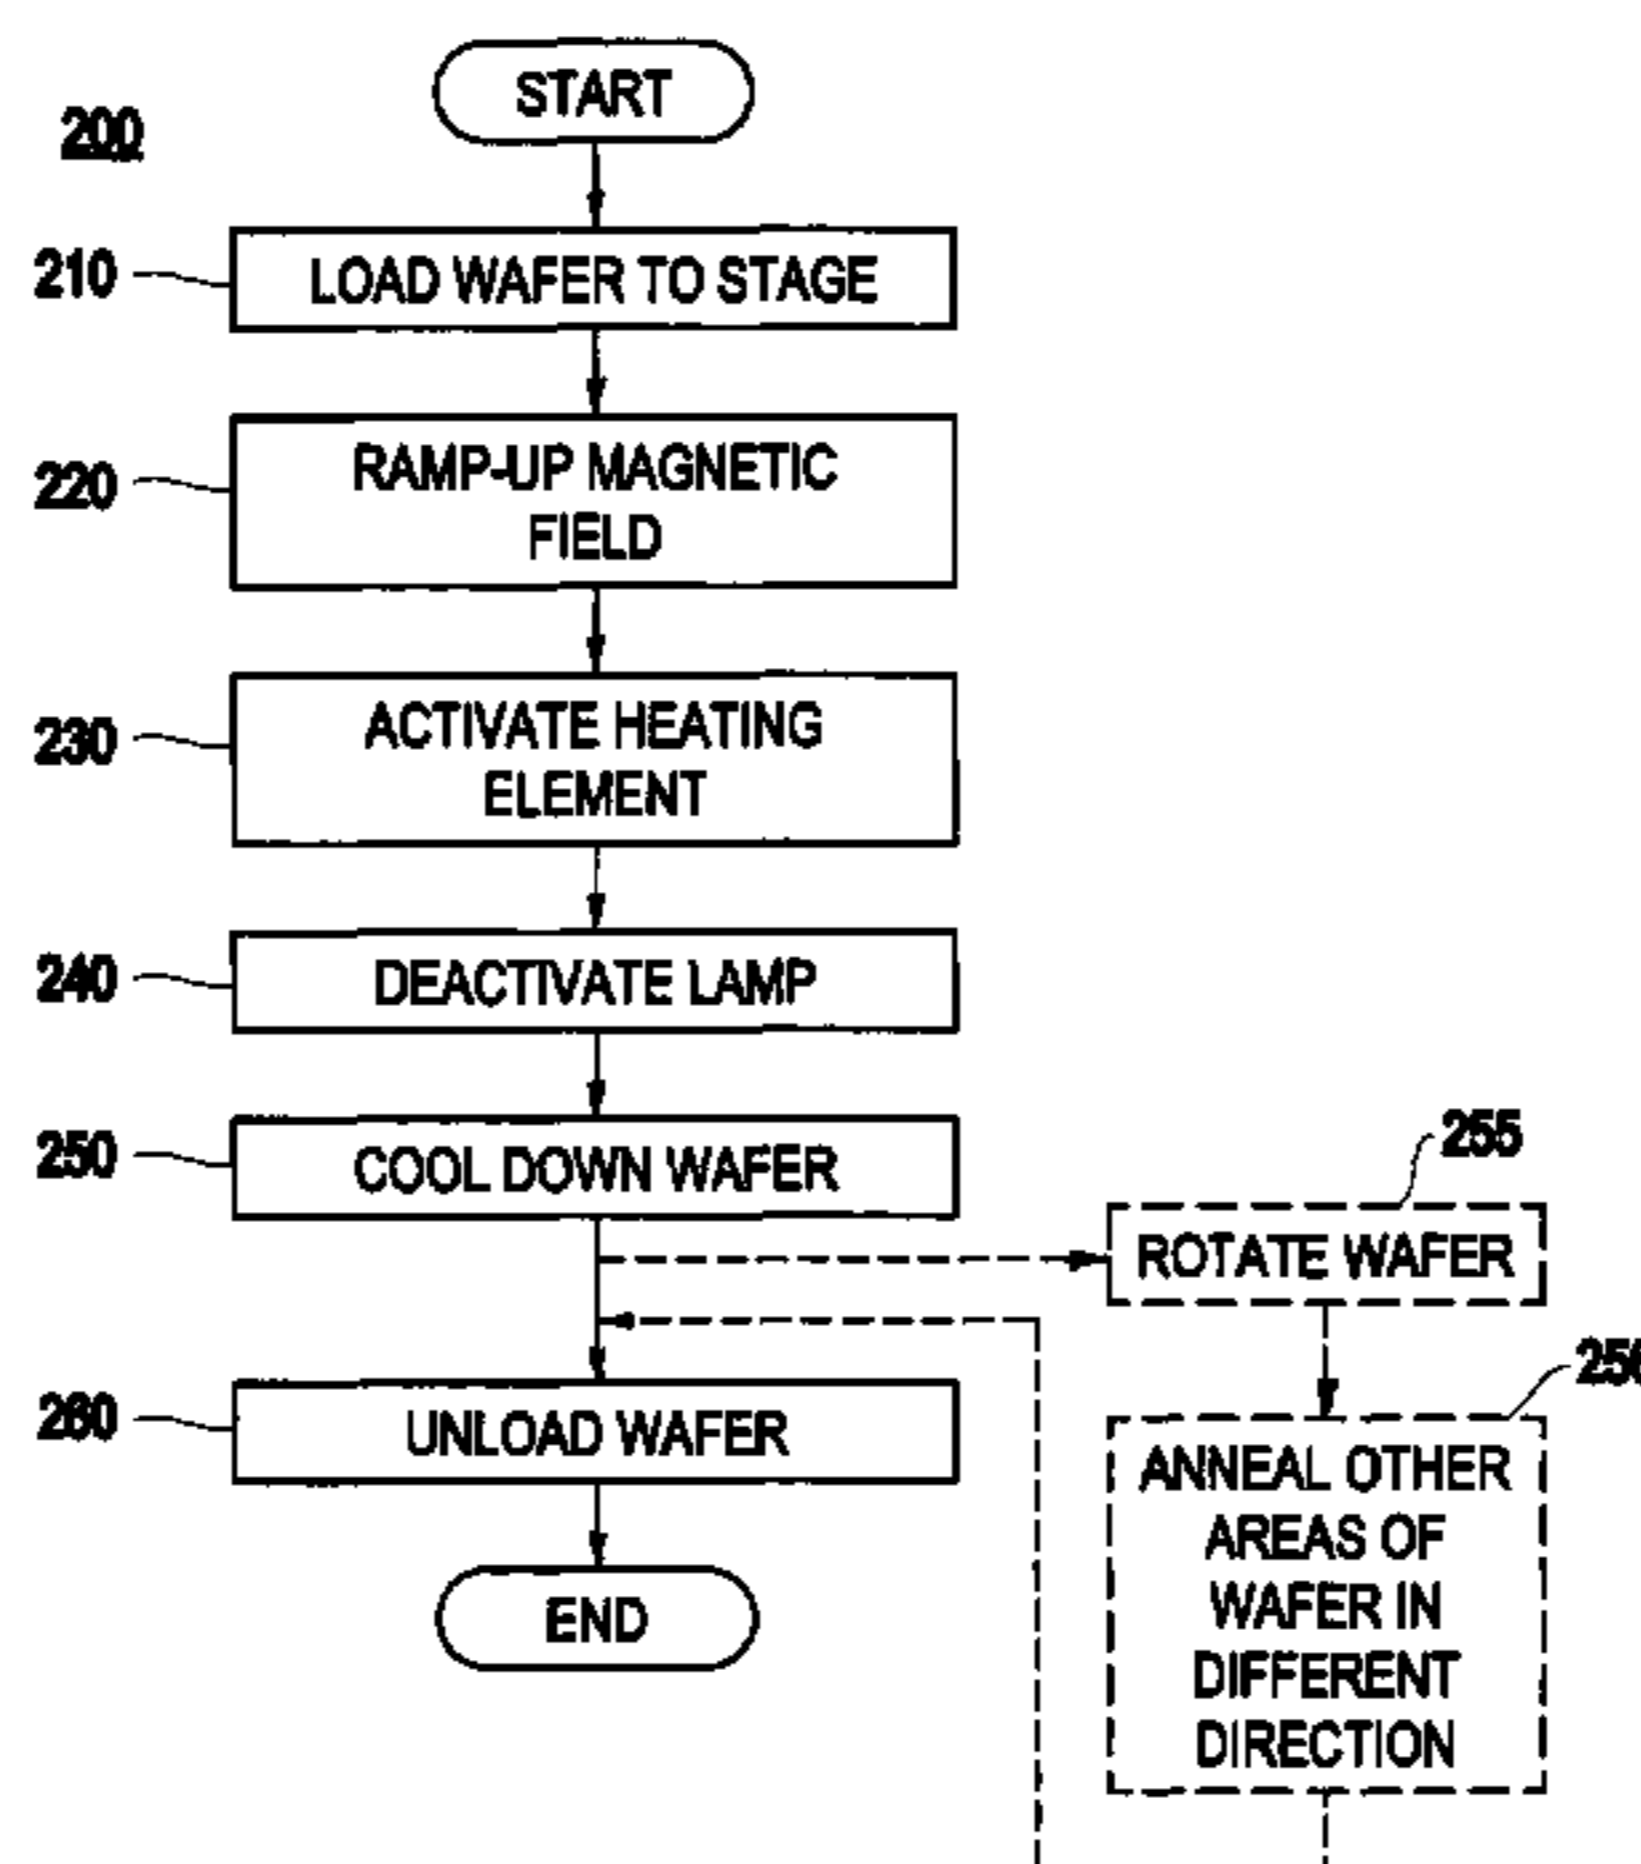 START
200
210
LOAD WAFER TO STAGE
220
RAMP-UP MAGNETIC
FIELD
230
ACTIVATE HEATING
ELEMENT
240
DEACTIVATE LAMP
250
COOL DOWN WAFER
255
ROTATE WAFER
260
UNLOAD WAFER
ANNEAL OTHER
AREAS OF
WAFER IN
DIFFERENT
DIRECTION
END